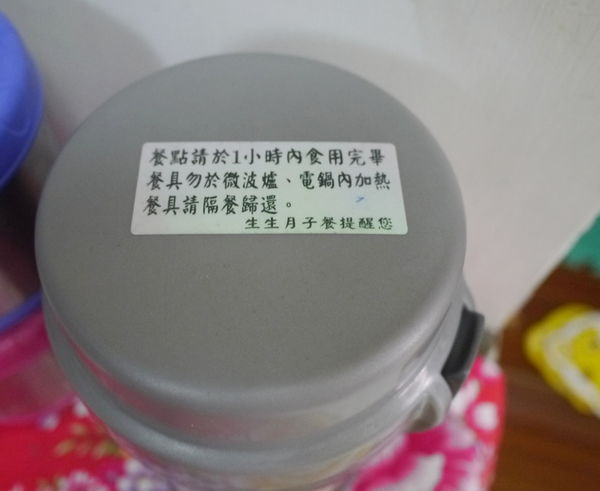 餐點請於1小時內食用完畢
餐具勿於微波爐、電鍋內加熱
餐具請隔餐歸還。
生生月子餐提醒您